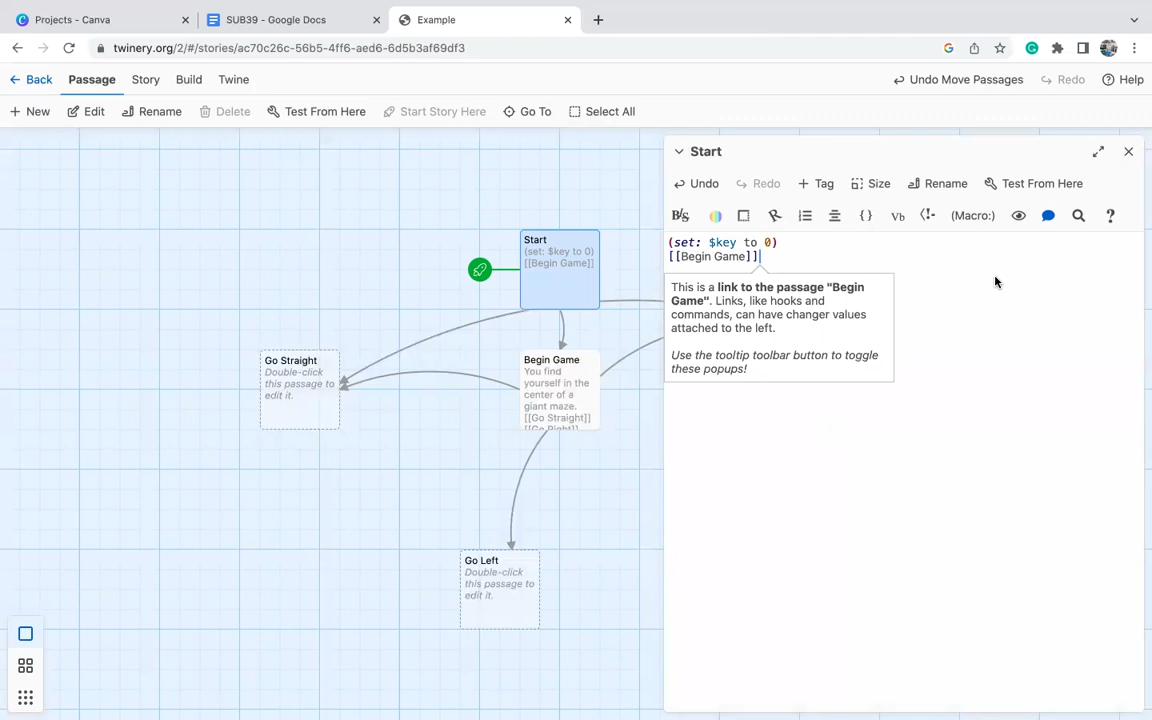 Projects - Canva
SUB39 - Google Docs
Example
twinery.org/2/#/stories/ac70c26c-56b5-4ff6-aed6-6d5b3af69df3
Back
Passage
Story
Build
Twine
Undo Move Passages
Redo
Help
New
Edit
Rename
Delete
Test From Here
Start Story Here
Go To
Select All
Start
(set: $key to 0)
[[Begin Game]]
Go Straight
Double-click
this passage to
edit it.
Begin Game
You find
yourself in the
center of a
giant maze.
[[Go Straight]]
[[Go Right]]
Go Left
Double-click
this passage to
edit it.
Start
Undo
Redo
Tag
Size
Rename
Test From Here
(Macro:)
(set: $key to 0)
[[Begin Game]]
This is a link to the passage "Begin
Game". Links, like hooks and
commands, can have changer values
attached to the left.
Use the tooltip toolbar button to toggle
these popups!